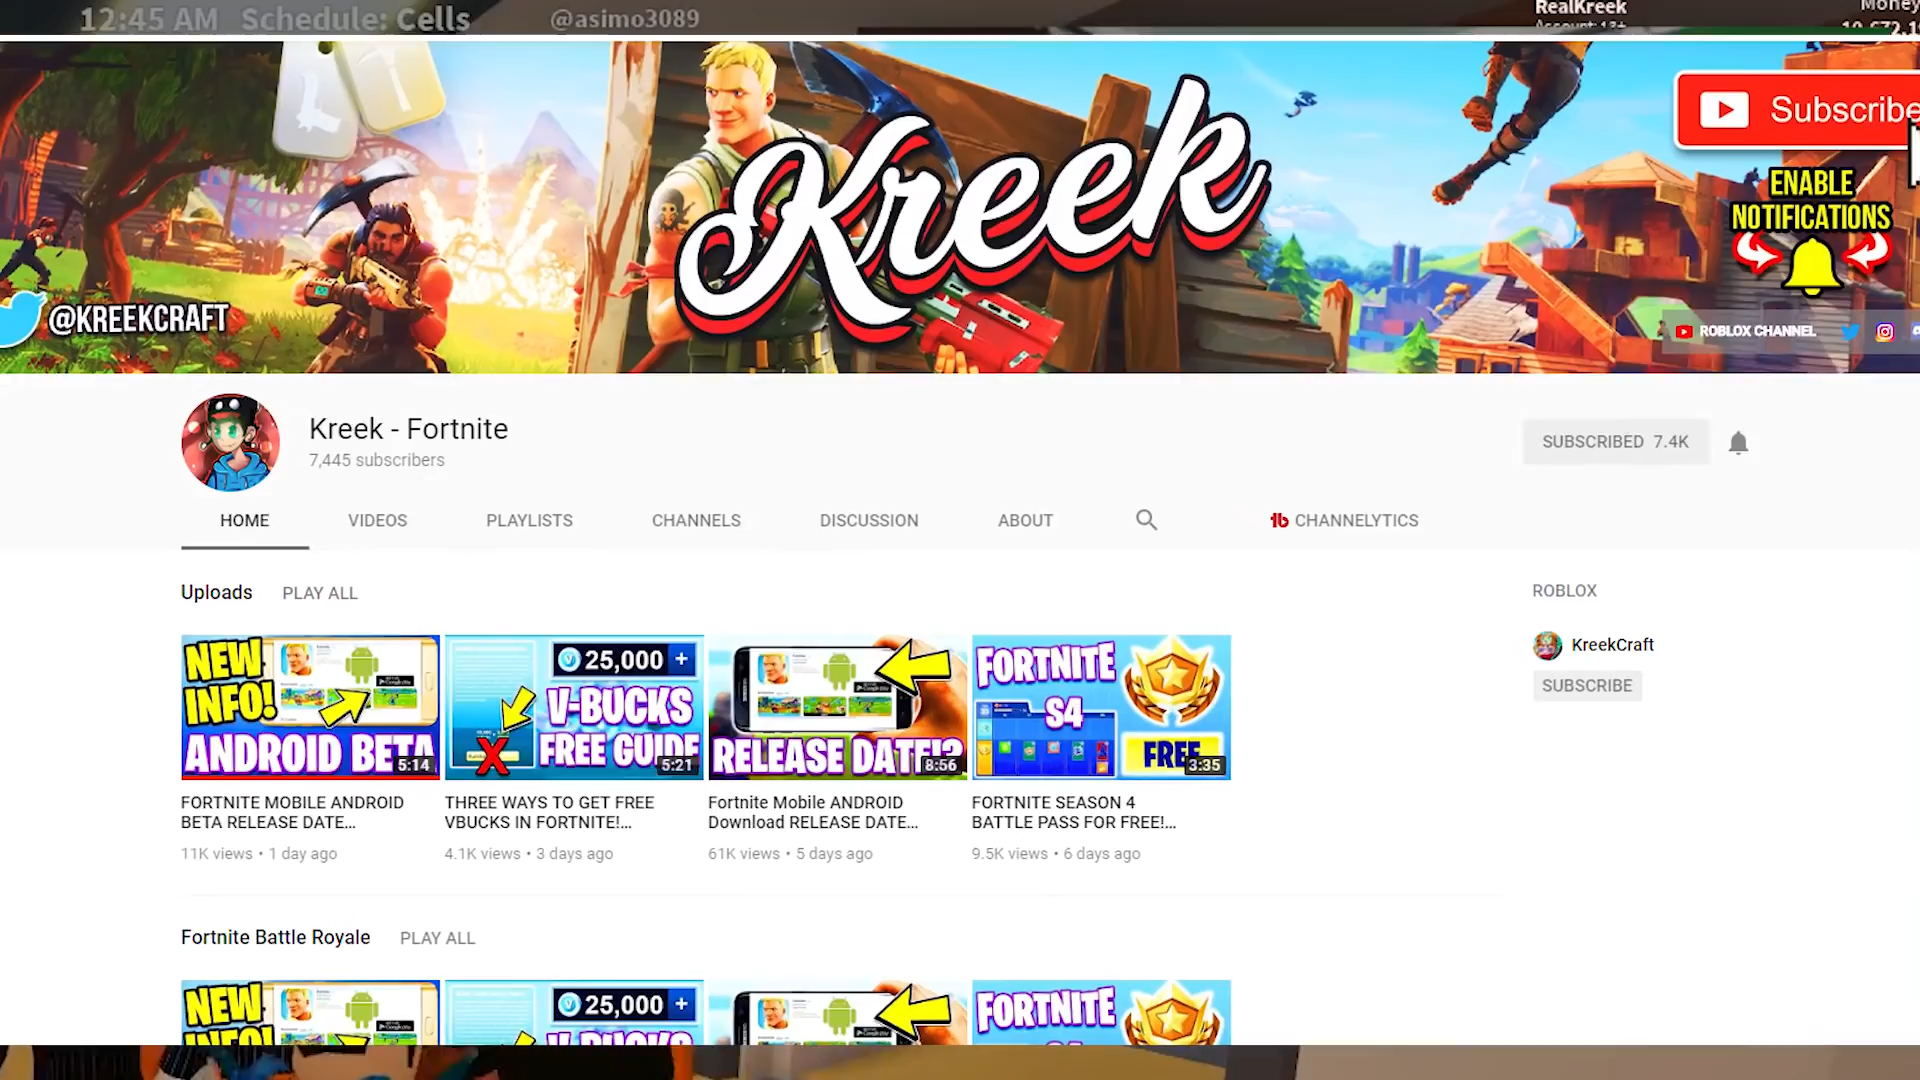 12:45 AM Schedule: Cells @asimo3089 RealKreek Money
Account: 13+
Kreek
Subscribe
ENABLE
NOTIFICATIONS
@KREEKCRAFT
ROBLOX CHANNEL
Kreek - Fortnite
7,445 subscribers
SUBSCRIBED 7.4K
HOME VIDEOS PLAYLISTS CHANNELS DISCUSSION ABOUT CHANNELYTICS
Uploads PLAY ALL
ROBLOX
KreekCraft
SUBSCRIBE
NEW
INFO!
ANDROID BETA
5:14
25,000 +
V-BUCKS
FREE GUIDE
5:21
RELEASE DATE!?
8:56
FORTNITE
S4
FREE
3:35
FORTNITE MOBILE ANDROID
BETA RELEASE DATE...
11K views • 1 day ago
THREE WAYS TO GET FREE
VBUCKS IN FORTNITE!...
4.1K views • 3 days ago
Fortnite Mobile ANDROID
Download RELEASE DATE...
61K views • 5 days ago
FORTNITE SEASON 4
BATTLE PASS FOR FREE!...
9.5K views • 6 days ago
Fortnite Battle Royale PLAY ALL
NEW
INFO!
25,000 +
V-BUCKS
FORTNITE
S4